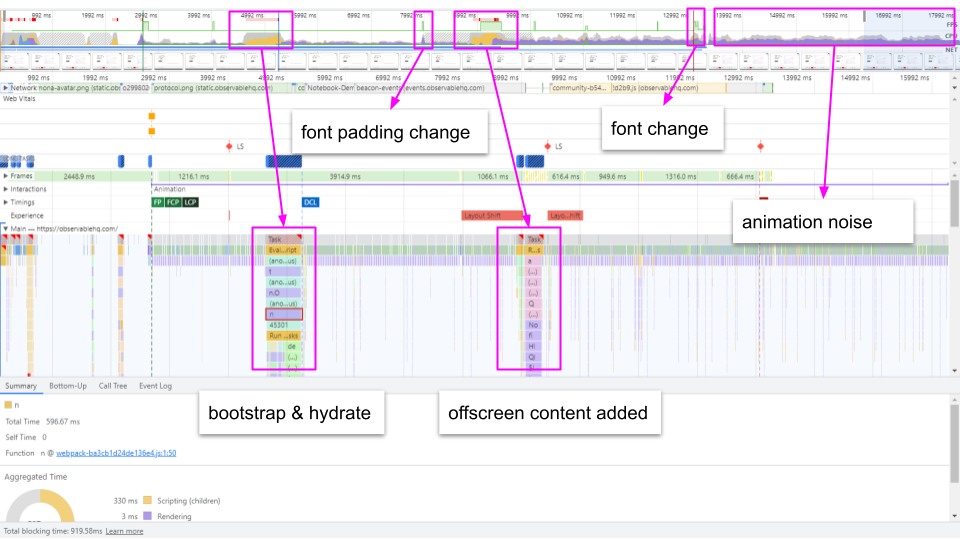 992 ms 1992 ms 2992 ms 3992 ms 4992 ms 5992 ms 6992 ms 7992 ms 8992 ms 9992 ms 10992 ms 11992 ms 12992 ms 13992 ms 14992 ms 15992 ms 16992 ms 17992 ms
FPS
CPU
NET
992 ms 1992 ms 2992 ms 3992 ms 4992 ms 5992 ms 6992 ms 7992 ms 8992 ms 9992 ms 10992 ms 11992 ms 12992 ms 13992 ms 14992 ms 15992 ms
Network nona-avatar.png (static.obs o299802 protocol.png (static.observablehq.com) cc Notebook-Den beacon-events events.observablehq.com) community-b54... !d2b9.js (observablehq.com)
Web Vitals
font padding change
font change
LS LS
LONG TASKS
Frames 2448.9 ms 1216.1 ms 3914.9 ms 1066.1 ms 616.4 ms 949.6 ms 1316.0 ms 666.4 ms
Interactions Animation
Timings FP FCP LCP DCL
Experience Layout Shift Layo...hift
animation noise
Main — https://observablehq.com/
Task Task
Eval...npt R...s
(ano...us) a
t (...)
(ano...us) (...)
n.O (...)
(ano...us) Q
n (...)
45301 No
Run ...sks fi
de Hl
(...) Qi
(...)
Summary Bottom-Up Call Tree Event Log
bootstrap & hydrate
offscreen content added
n
Total Time 596.67 ms
Self Time 0
Function n @ webpack-ba3cb1d24de136e4.js:1:50
Aggregated Time
330 ms Scripting (children)
3 ms Rendering
Total blocking time: 919.58ms Learn more